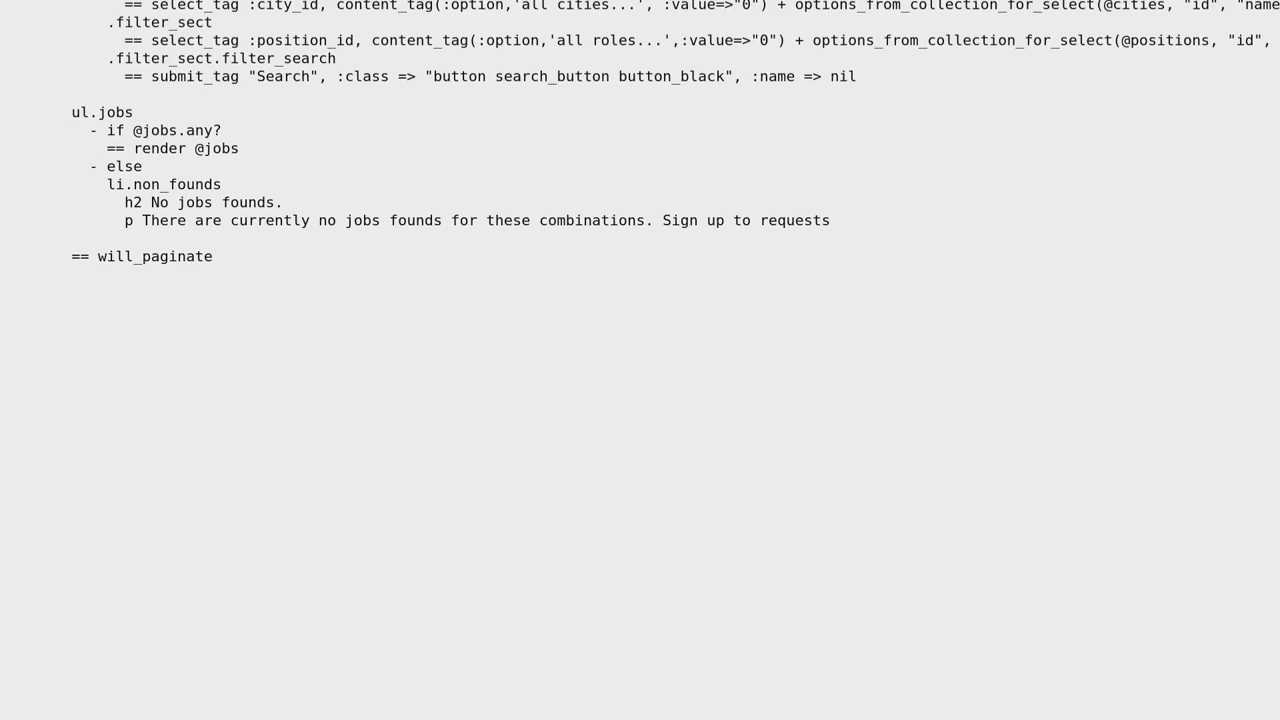 == select_tag :city_id, content_tag(:option,'all cities...', :value=>"0") + options_from_collection_for_select(@cities, "id", "name
.filter_sect
== select_tag :position_id, content_tag(:option,'all roles...',:value=>"0") + options_from_collection_for_select(@positions, "id",
.filter_sect.filter_search
== submit_tag "Search", :class => "button search_button button_black", :name => nil
ul.jobs
- if @jobs.any?
== render @jobs
- else
li.non_founds
h2 No jobs founds.
p There are currently no jobs founds for these combinations. Sign up to requests
== will_paginate